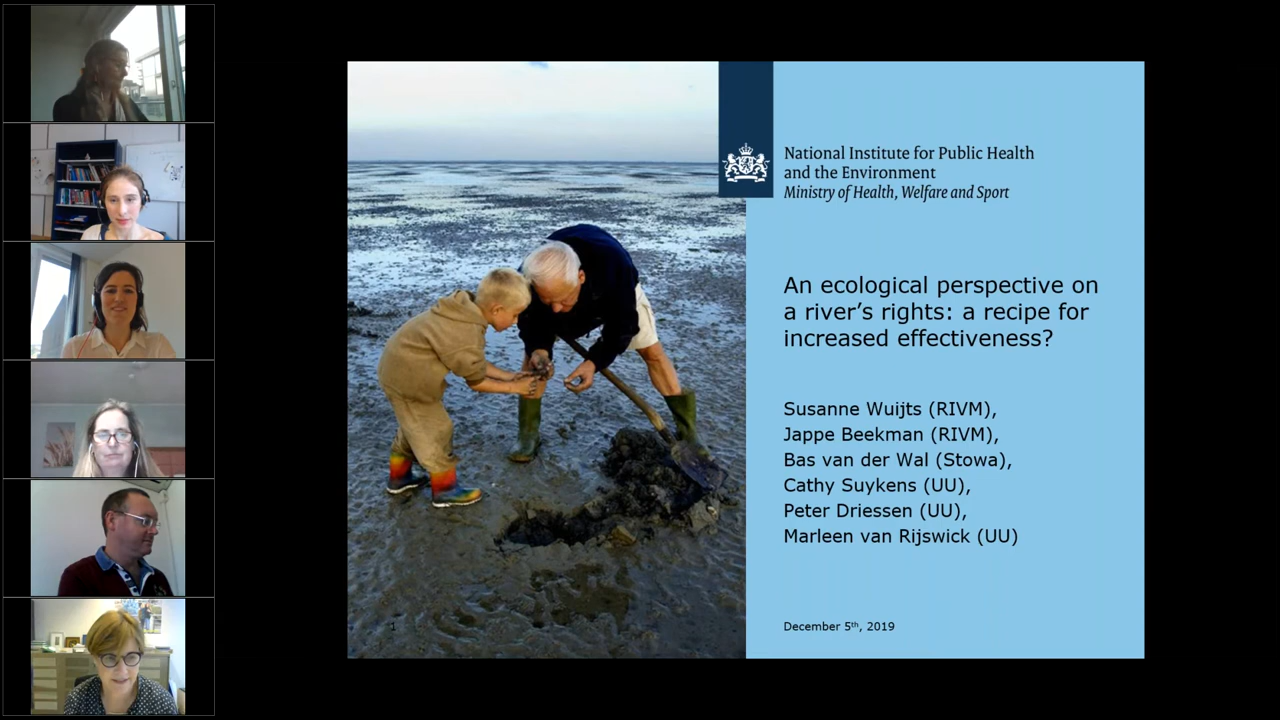 National Institute for Public Health
and the Environment
Ministry of Health, Welfare and Sport
An ecological perspective on
a river's rights: a recipe for
increased effectiveness?
Susanne Wuijts (RIVM),
Jappe Beekman (RIVM),
Bas van der Wal (Stowa),
Cathy Suykens (UU),
Peter Driessen (UU),
Marleen van Rijswick (UU)
1
December 5th, 2019